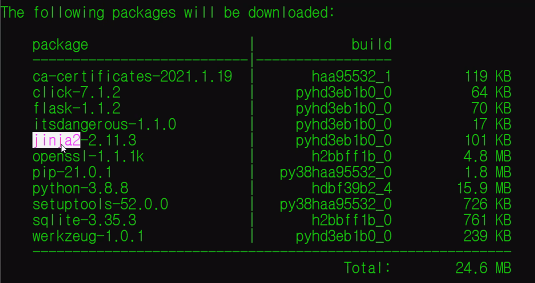 The following packages will be downloaded:
package | build
---------------------------|-----------------
ca-certificates-2021.1.19 | haa95532_1 119 KB
click-7.1.2 | pyhd3eb1b0_0 64 KB
flask-1.1.2 | pyhd3eb1b0_0 70 KB
itsdangerous-1.1.0 | pyhd3eb1b0_0 17 KB
jinja2-2.11.3 | pyhd3eb1b0_0 101 KB
openssl-1.1.1k | h2bbff1b_0 4.8 MB
pip-21.0.1 | py38haa95532_0 1.8 MB
python-3.8.8 | hdbf39b2_4 15.9 MB
setuptools-52.0.0 | py38haa95532_0 726 KB
sqlite-3.35.3 | h2bbff1b_0 761 KB
werkzeug-1.0.1 | pyhd3eb1b0_0 239 KB
------------------------------------------------------------
Total: 24.6 MB